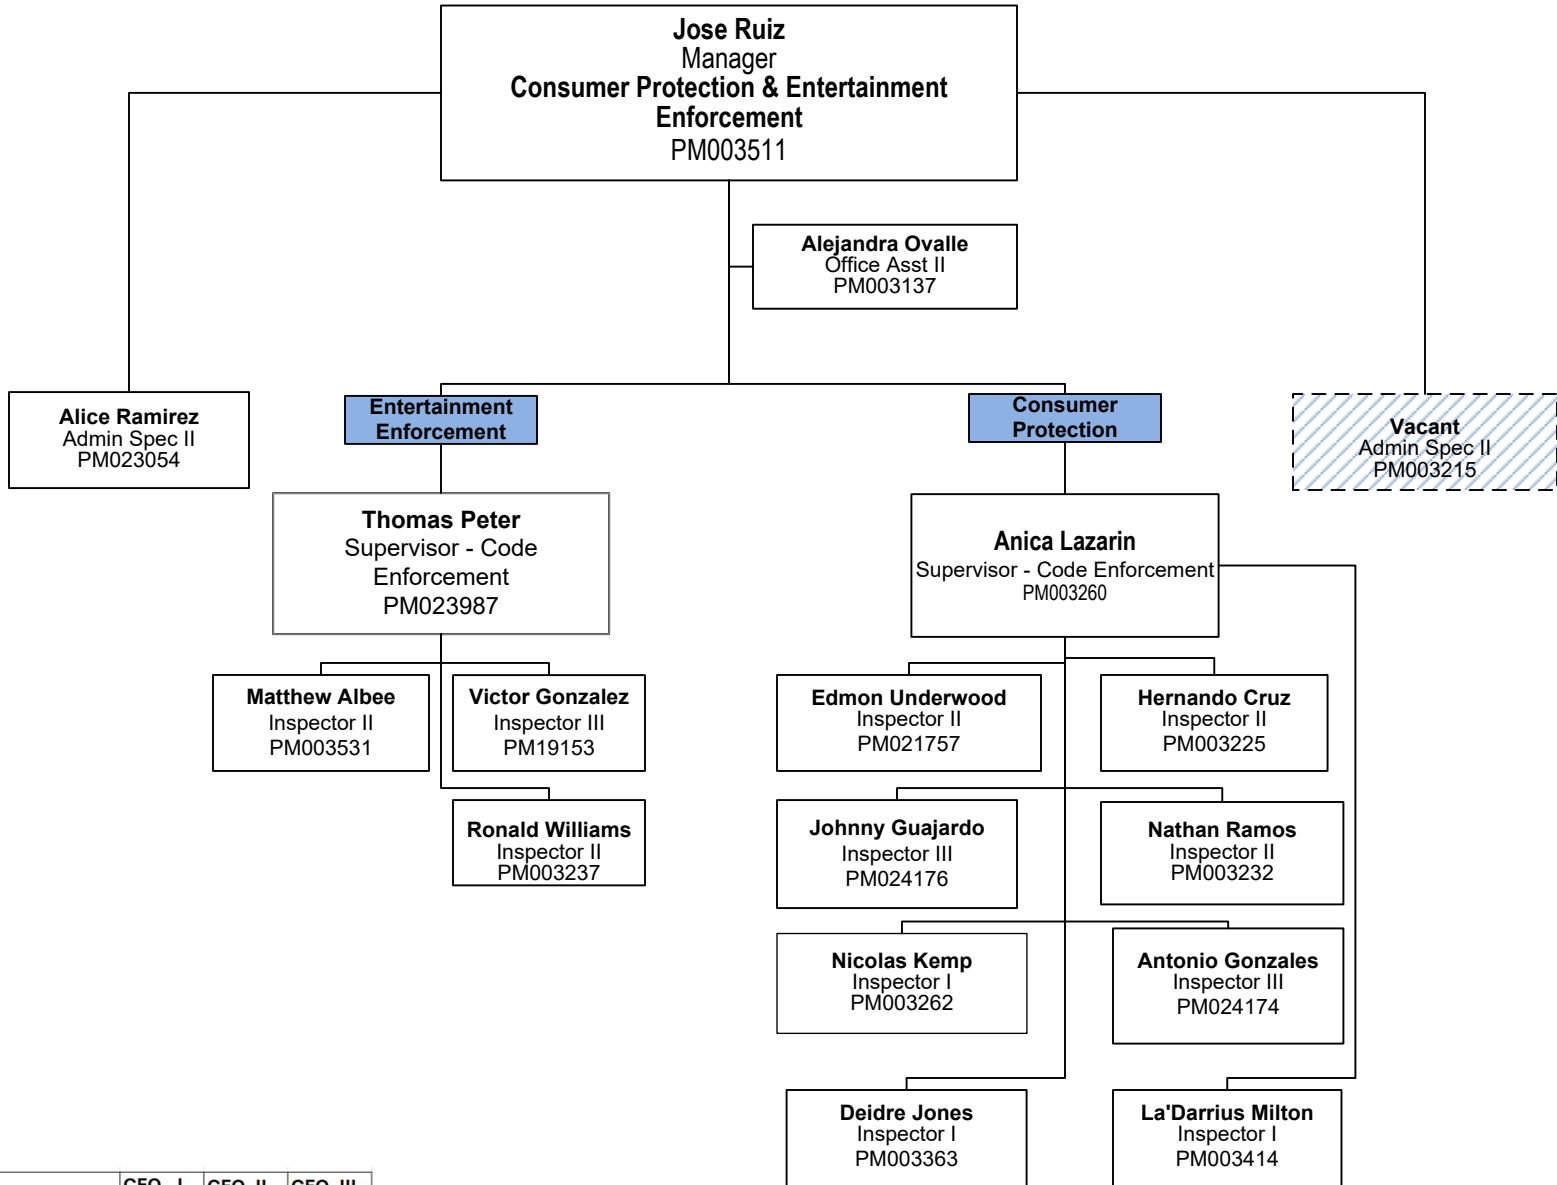 Jose Ruiz
Manager
Consumer Protection & Entertainment
Enforcement
PM003511
Alejandra Ovalle
Office Asst II
PM003137
Alice Ramirez
Admin Spec II
PM023054
Entertainment
Enforcement
Consumer
Protection
Vacant
Admin Spec II
PM003215
Thomas Peter
Supervisor - Code
Enforcement
PM023987
Anica Lazarin
Supervisor - Code Enforcement
PM003260
Matthew Albee
Inspector II
PM003531
Victor Gonzalez
Inspector III
PM19153
Edmon Underwood
Inspector II
PM021757
Hernando Cruz
Inspector II
PM003225
Ronald Williams
Inspector II
PM003237
Johnny Guajardo
Inspector III
PM024176
Nathan Ramos
Inspector II
PM003232
Nicolas Kemp
Inspector I
PM003262
Antonio Gonzales
Inspector III
PM024174
Deidre Jones
Inspector I
PM003363
La'Darrius Milton
Inspector I
PM003414